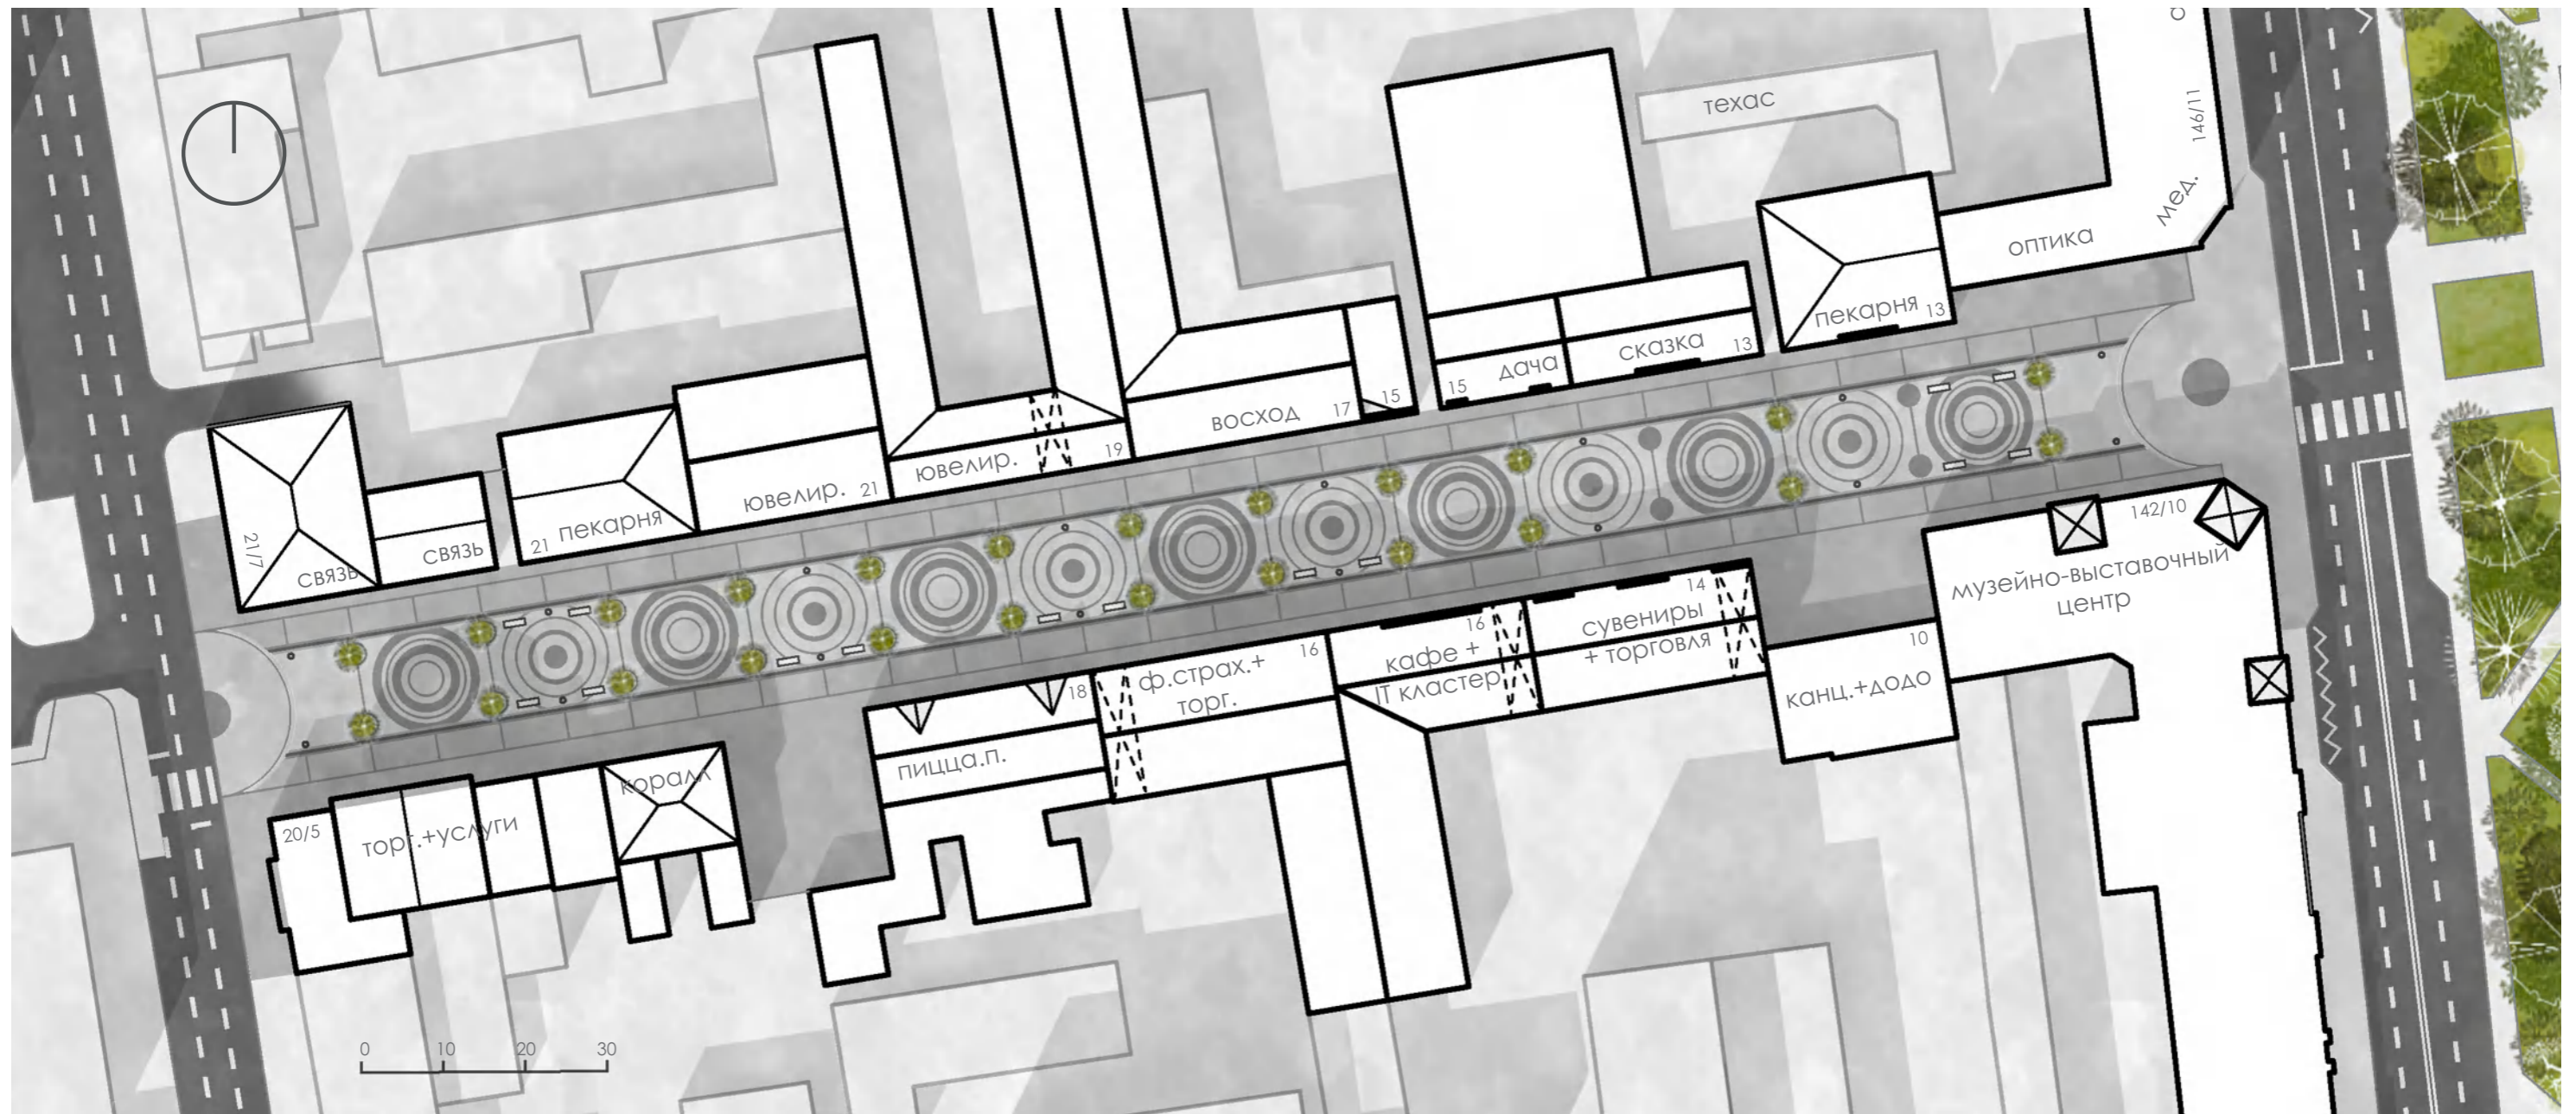 техас
146/11
мед.
оптика
пекарня 13
сказка 13
15 дача
15
восход 17
ювелир. 19
ювелир. 21
21 пекарня
связь
21/7
связь
142/10
музейно-выставочный
центр
10
канц.+додо
14
сувениры
+ торговля
16
кафе +
IT кластер
16
ф.страх.+
торг.
18
пицца.п.
коралл
20/5
торг.+услуги
0 10 20 30